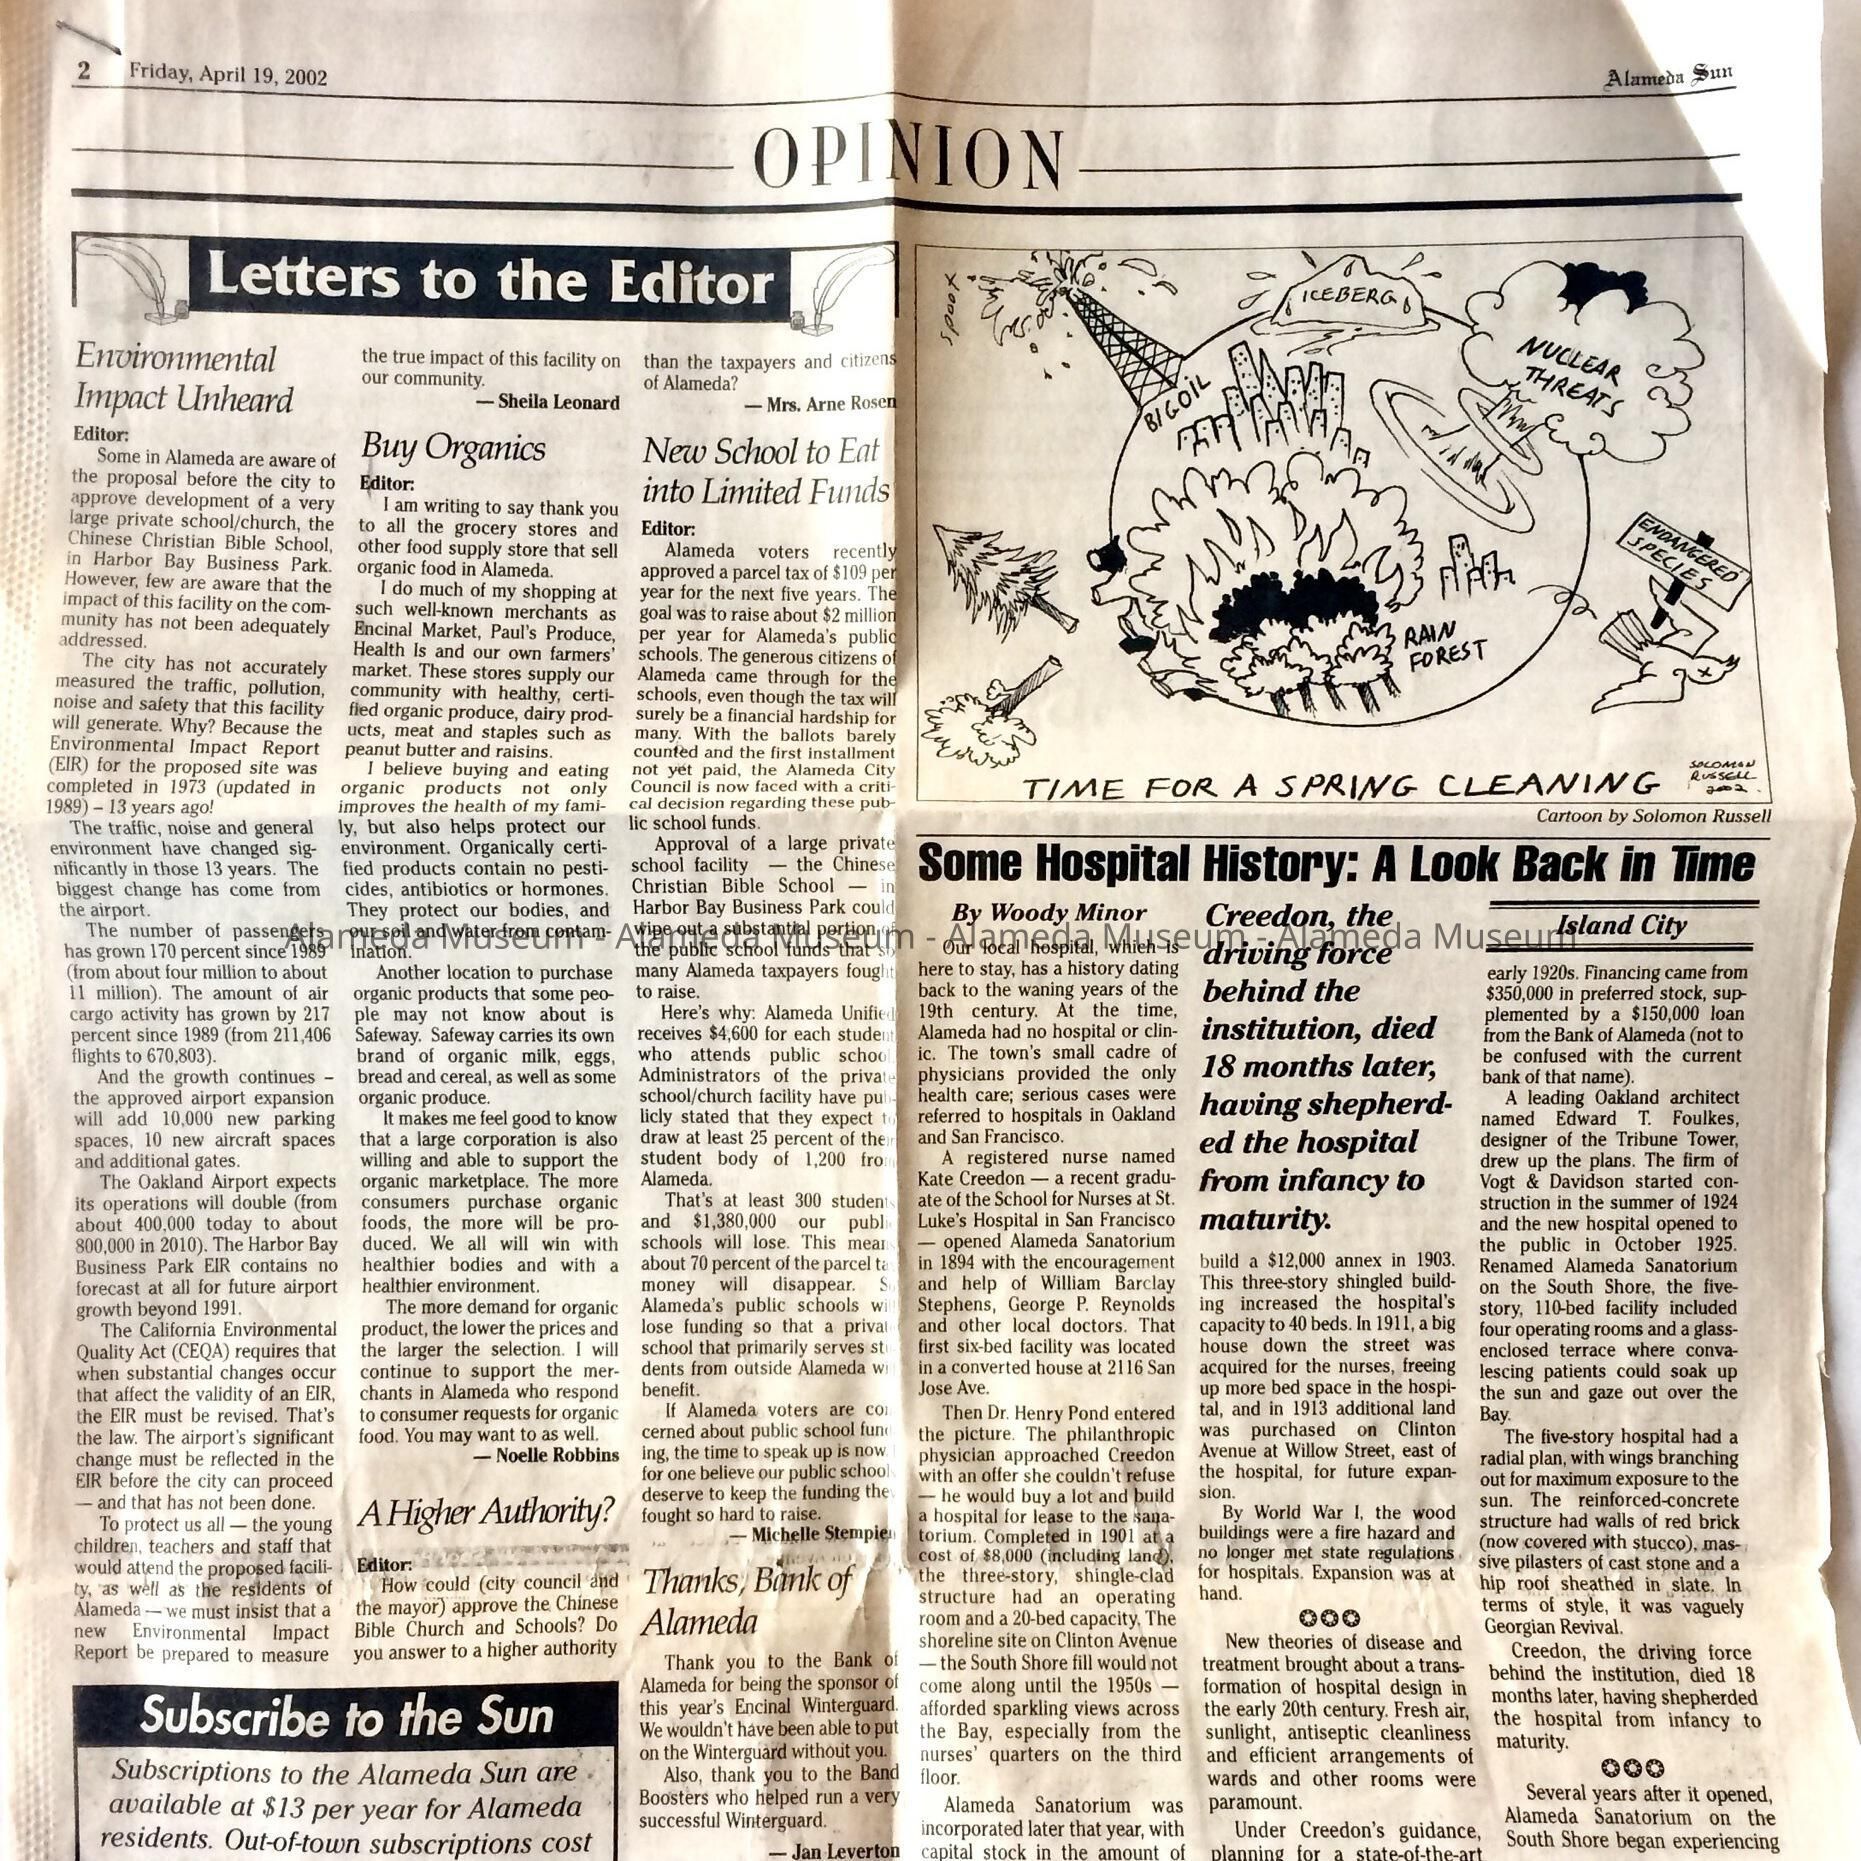 2 Friday, April 19, 2002
Alameda Sun
OPINION
Letters to the Editor
Environmental
Impact Unheard
Editor:
Some in Alameda are aware of
the proposal before the city to
approve development of a very
large private school/church, the
Chinese Christian Bible School,
in Harbor Bay Business Park.
However, few are aware that the
impact of this facility on the com-
munity has not been adequately
addressed.
The city has not accurately
measured the traffic, pollution,
noise and safety that this facility
will generate. Why? Because the
Environmental Impact Report
(EIR) for the proposed site was
completed in 1973 (updated in
1989) – 13 years ago!
The traffic, noise and general
environment have changed sig-
nificantly in those 13 years. The
biggest change has come from
the airport.
The number of passengers
has grown 170 percent since 1989
(from about four million to about
11 million). The amount of air
cargo activity has grown by 217
percent since 1989 (from 211,406
flights to 670,803).
And the growth continues –
the approved airport expansion
will add 10,000 new parking
spaces, 10 new aircraft spaces
and additional gates.
The Oakland Airport expects
its operations will double (from
about 400,000 today to about
800,000 in 2010). The Harbor Bay
Business Park EIR contains no
forecast at all for future airport
growth beyond 1991.
The California Environmental
Quality Act (CEQA) requires that
when substantial changes occur
that affect the validity of an EIR,
the EIR must be revised. That's
the law. The airport's significant
change must be reflected in the
EIR before the city can proceed
— and that has not been done.
To protect us all — the young
children, teachers and staff that
would attend the proposed facili-
ty, as well as the residents of
Alameda — we must insist that a
new Environmental Impact
Report be prepared to measure
the true impact of this facility on
our community.
— Sheila Leonard
Buy Organics
Editor:
I am writing to say thank you
to all the grocery stores and
other food supply store that sell
organic food in Alameda.
I do much of my shopping at
such well-known merchants as
Encinal Market, Paul's Produce,
Health Is and our own farmers'
market. These stores supply our
community with healthy, certi-
fied organic produce, dairy prod-
ucts, meat and staples such as
peanut butter and raisins.
I believe buying and eating
organic products not only
improves the health of my fami-
ly, but also helps protect our
environment. Organically certi-
fied products contain no pesti-
cides, antibiotics or hormones.
They protect our bodies, and
our soil and water from contam-
ination.
Another location to purchase
organic products that some peo-
ple may not know about is
Safeway. Safeway carries its own
brand of organic milk, eggs,
bread and cereal, as well as some
organic produce.
It makes me feel good to know
that a large corporation is also
willing and able to support the
organic marketplace. The more
consumers purchase organic
foods, the more will be pro-
duced. We all will win with
healthier bodies and with a
healthier environment.
The more demand for organic
product, the lower the prices and
the larger the selection. I will
continue to support the mer-
chants in Alameda who respond
to consumer requests for organic
food. You may want to as well.
— Noelle Robbins
A Higher Authority?
Editor:
How could (city council and
the mayor) approve the Chinese
Bible Church and Schools? Do
you answer to a higher authority
than the taxpayers and citizens
of Alameda?
— Mrs. Arne Rosen
New School to Eat
into Limited Funds
Editor:
Alameda voters recently
approved a parcel tax of $109 per
year for the next five years. The
goal was to raise about $2 million
per year for Alameda's public
schools. The generous citizens of
Alameda came through for the
schools, even though the tax will
surely be a financial hardship for
many. With the ballots barely
counted and the first installment
not yet paid, the Alameda City
Council is now faced with a criti-
cal decision regarding these pub-
lic school funds.
Approval of a large private
school facility — the Chinese
Christian Bible School — in
Harbor Bay Business Park could
wipe out a substantial portion of
the public school funds that so
many Alameda taxpayers fought
to raise.
Here's why: Alameda Unified
receives $4,600 for each student
who attends public school.
Administrators of the private
school/church facility have pub-
licly stated that they expect to
draw at least 25 percent of their
student body of 1,200 from
Alameda.
That's at least 300 students
and $1,380,000 our public
schools will lose. This means
about 70 percent of the parcel tax
money will disappear. So
Alameda's public schools will
lose funding so that a private
school that primarily serves stu-
dents from outside Alameda will
benefit.
If Alameda voters are con-
cerned about public school fund-
ing, the time to speak up is now. I
for one believe our public schools
deserve to keep the funding they
fought so hard to raise.
— Michelle Stempien
Thanks, Bank of
Alameda
Thank you to the Bank of
Alameda for being the sponsor of
this year's Encinal Winterguard.
We wouldn't have been able to put
on the Winterguard without you.
Also, thank you to the Band
Boosters who helped run a very
successful Winterguard.
— Jan Leverton
Subscribe to the Sun
Subscriptions to the Alameda Sun are
available at $13 per year for Alameda
residents. Out-of-town subscriptions cost
SPOOX
BIG OIL
ICEBERG
NUCLEAR
THREATS
ENDANGERED
SPECIES
RAIN
FOREST
TIME FOR A SPRING CLEANING
SOLOMON
RUSSELL
2002
Cartoon by Solomon Russell
Some Hospital History: A Look Back in Time
By Woody Minor
Our local hospital, which is
here to stay, has a history dating
back to the waning years of the
19th century. At the time,
Alameda had no hospital or clin-
ic. The town's small cadre of
physicians provided the only
health care; serious cases were
referred to hospitals in Oakland
and San Francisco.
A registered nurse named
Kate Creedon — a recent gradu-
ate of the School for Nurses at St.
Luke's Hospital in San Francisco
— opened Alameda Sanatorium
in 1894 with the encouragement
and help of William Barclay
Stephens, George P. Reynolds
and other local doctors. That
first six-bed facility was located
in a converted house at 2116 San
Jose Ave.
Then Dr. Henry Pond entered
the picture. The philanthropic
physician approached Creedon
with an offer she couldn't refuse
— he would buy a lot and build
a hospital for lease to the sana-
torium. Completed in 1901 at a
cost of $8,000 (including land),
the three-story, shingle-clad
structure had an operating
room and a 20-bed capacity. The
shoreline site on Clinton Avenue
— the South Shore fill would not
come along until the 1950s —
afforded sparkling views across
the Bay, especially from the
nurses' quarters on the third
floor.
Alameda Sanatorium was
incorporated later that year, with
capital stock in the amount of
Creedon, the
driving force
behind the
institution, died
18 months later,
having shepherd-
ed the hospital
from infancy to
maturity.
build a $12,000 annex in 1903.
This three-story shingled build-
ing increased the hospital's
capacity to 40 beds. In 1911, a big
house down the street was
acquired for the nurses, freeing
up more bed space in the hospi-
tal, and in 1913 additional land
was purchased on Clinton
Avenue at Willow Street, east of
the hospital, for future expan-
sion.
By World War I, the wood
buildings were a fire hazard and
no longer met state regulations
for hospitals. Expansion was at
hand.
New theories of disease and
treatment brought about a trans-
formation of hospital design in
the early 20th century. Fresh air,
sunlight, antiseptic cleanliness
and efficient arrangements of
wards and other rooms were
paramount.
Under Creedon's guidance,
planning for a state-of-the-art
Island City
early 1920s. Financing came from
$350,000 in preferred stock, sup-
plemented by a $150,000 loan
from the Bank of Alameda (not to
be confused with the current
bank of that name).
A leading Oakland architect
named Edward T. Foulkes,
designer of the Tribune Tower,
drew up the plans. The firm of
Vogt & Davidson started con-
struction in the summer of 1924
and the new hospital opened to
the public in October 1925.
Renamed Alameda Sanatorium
on the South Shore, the five-
story, 110-bed facility included
four operating rooms and a glass-
enclosed terrace where conva-
lescing patients could soak up
the sun and gaze out over the
Bay.
The five-story hospital had a
radial plan, with wings branching
out for maximum exposure to the
sun. The reinforced-concrete
structure had walls of red brick
(now covered with stucco), mas-
sive pilasters of cast stone and a
hip roof sheathed in slate. In
terms of style, it was vaguely
Georgian Revival.
Creedon, the driving force
behind the institution, died 18
months later, having shepherded
the hospital from infancy to
maturity.
Several years after it opened,
Alameda Sanatorium on the
South Shore began experiencing
Alameda Museum - Alameda Museum - Alameda Museum - Alameda Museum